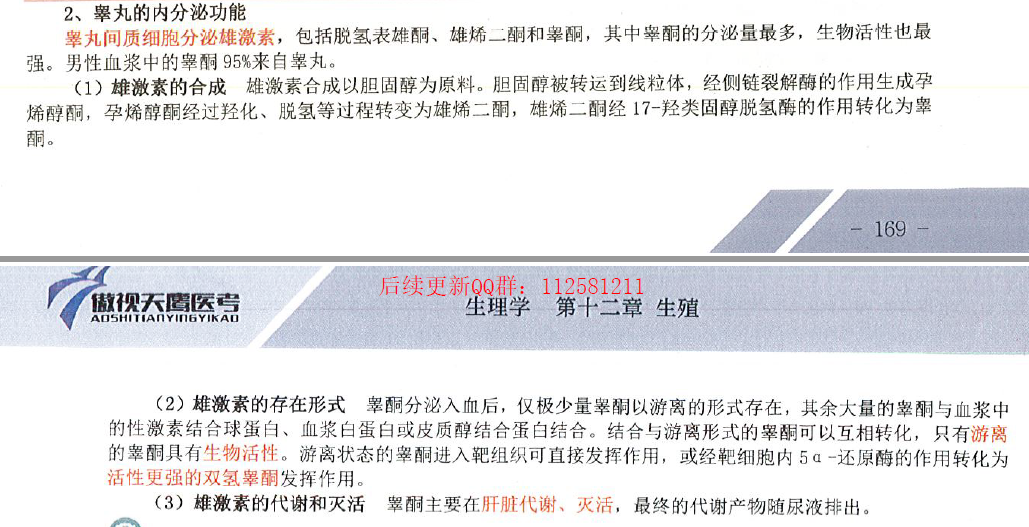 2、睾丸的内分泌功能
睾丸间质细胞分泌雄激素，包括脱氢表雄酮、雄烯二酮和睾酮，其中睾酮的分泌量最多，生物活性也最
强。男性血浆中的睾酮 95%来自睾丸。
（1）雄激素的合成 雄激素合成以胆固醇为原料。胆固醇被转运到线粒体，经侧链裂解酶的作用生成孕
烯醇酮，孕烯醇酮经过羟化、脱氢等过程转变为雄烯二酮，雄烯二酮经 17-羟类固醇脱氢酶的作用转化为睾
酮。
- 169 -
后续更新QQ群：112581211
傲视天鹰医考
AOSHITIANYINGYIKAO
生理学 第十二章 生殖
（2）雄激素的存在形式 睾酮分泌入血后，仅极少量睾酮以游离的形式存在，其余大量的睾酮与血浆中
的性激素结合球蛋白、血浆白蛋白或皮质醇结合蛋白结合。结合与游离形式的睾酮可以互相转化，只有游离
的睾酮具有生物活性。游离状态的睾酮进入靶组织可直接发挥作用，或经靶细胞内 5α-还原酶的作用转化为
活性更强的双氢睾酮发挥作用。
（3）雄激素的代谢和灭活 睾酮主要在肝脏代谢、灭活，最终的代谢产物随尿液排出。